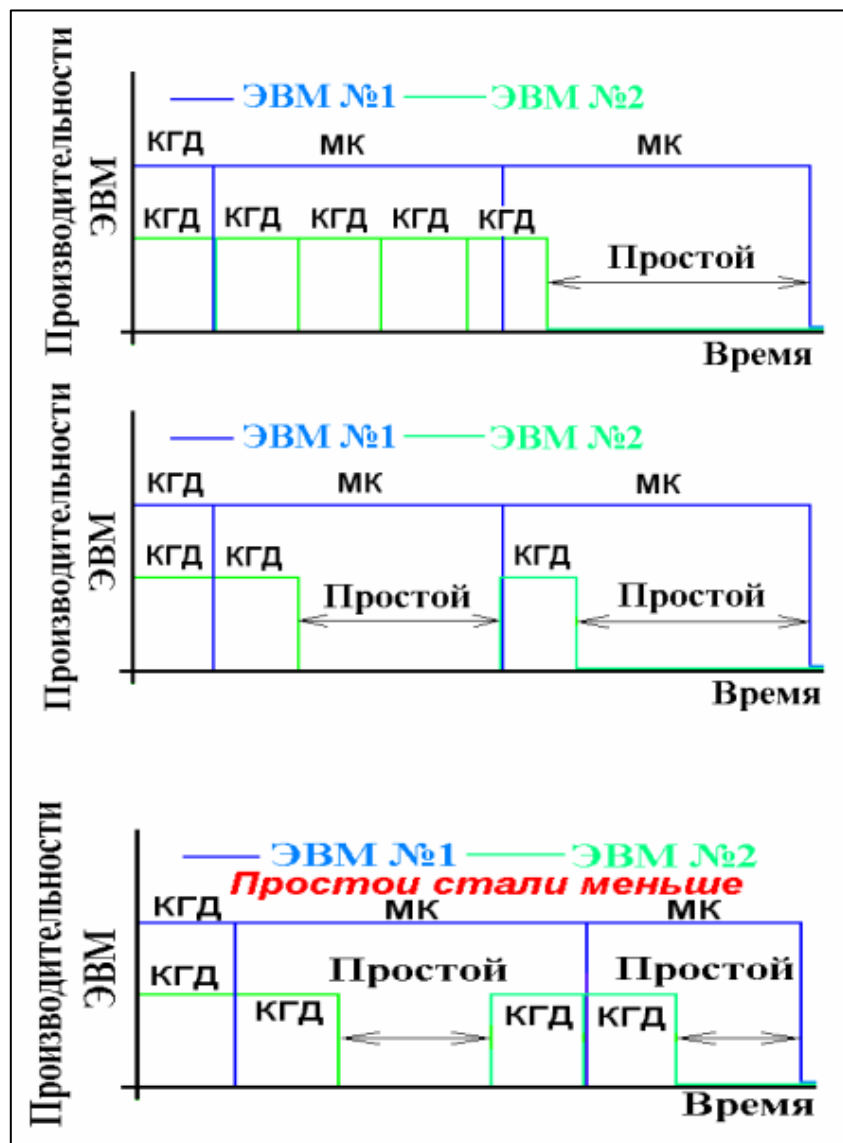 Производительности
ЭВМ
ЭВМ №1 ЭВМ №2
КГД МК МК
КГД КГД КГД КГД КГД
Простой
Время
Производительности
ЭВМ
ЭВМ №1 ЭВМ №2
КГД МК МК
КГД КГД КГД
Простой Простой
Время
Производительности
ЭВМ
ЭВМ №1 ЭВМ №2
Простои стали меньше
КГД МК МК
КГД Простой Простой
КГД КГД КГД
Время